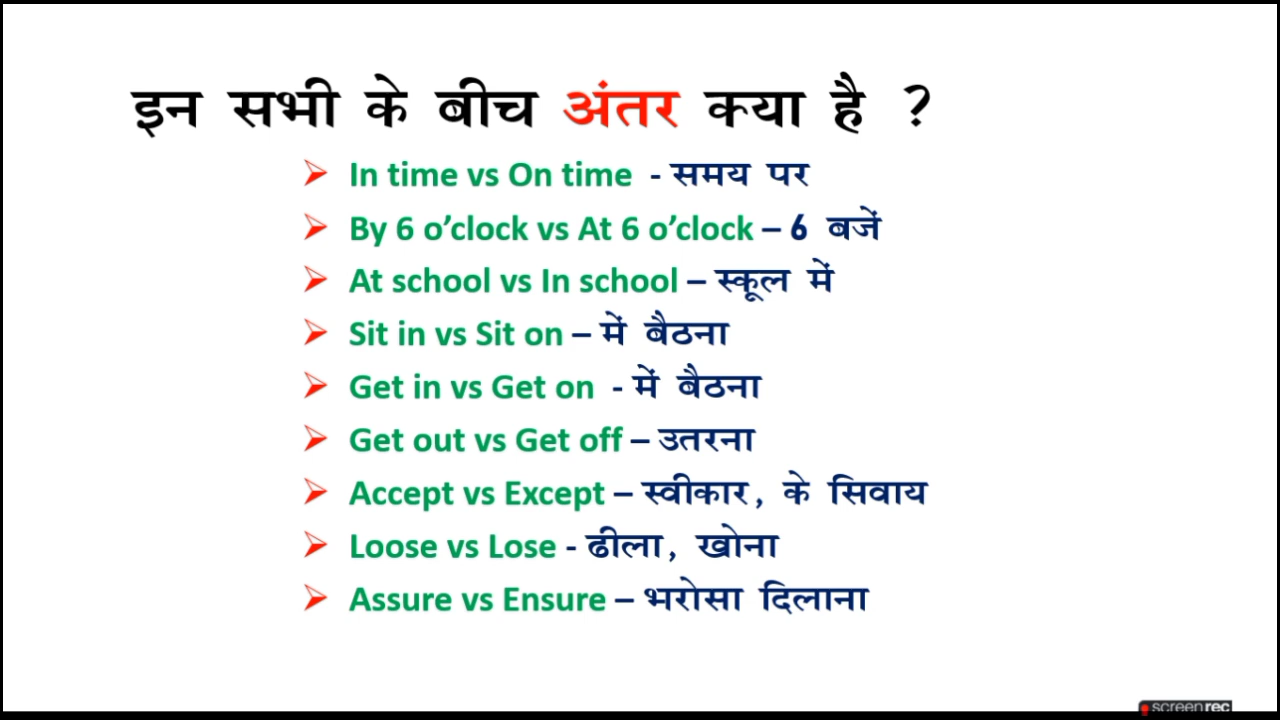 इन सभी के बीच अंतर क्या है ?
➢ In time vs On time - समय पर
➢ By 6 o’clock vs At 6 o’clock – 6 बजें
➢ At school vs In school – स्कूल में
➢ Sit in vs Sit on – में बैठना
➢ Get in vs Get on - में बैठना
➢ Get out vs Get off – उतरना
➢ Accept vs Except – स्वीकार, के सिवाय
➢ Loose vs Lose - ढीला, खोना
➢ Assure vs Ensure – भरोसा दिलाना
screenrec